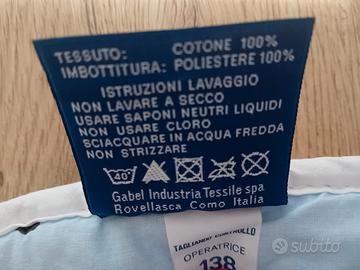 TESSUTO: COTONE 100%
IMBOTTITURA: POLIESTERE 100%
ISTRUZIONI LAVAGGIO
NON LAVARE A SECCO
USARE SAPONI NEUTRI LIQUIDI
NON USARE CLORO
SCIACQUARE IN ACQUA FREDDA
NON STRIZZARE
40°
Gabel Industria Tessile spa
Rovellasca Como Italia
TAGLIANDO CONTROLLO
OPERATRICE
138
subito